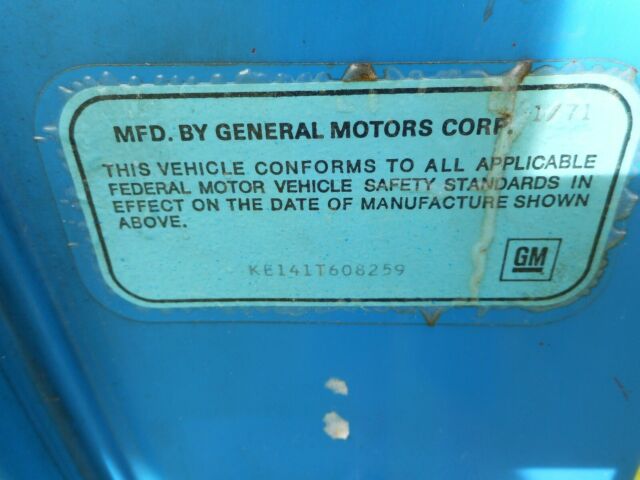 1/71
MFD. BY GENERAL MOTORS CORP.
THIS VEHICLE CONFORMS TO ALL APPLICABLE
FEDERAL MOTOR VEHICLE SAFETY STANDARDS IN
EFFECT ON THE DATE OF MANUFACTURE SHOWN
ABOVE.
KE141T608259
GM